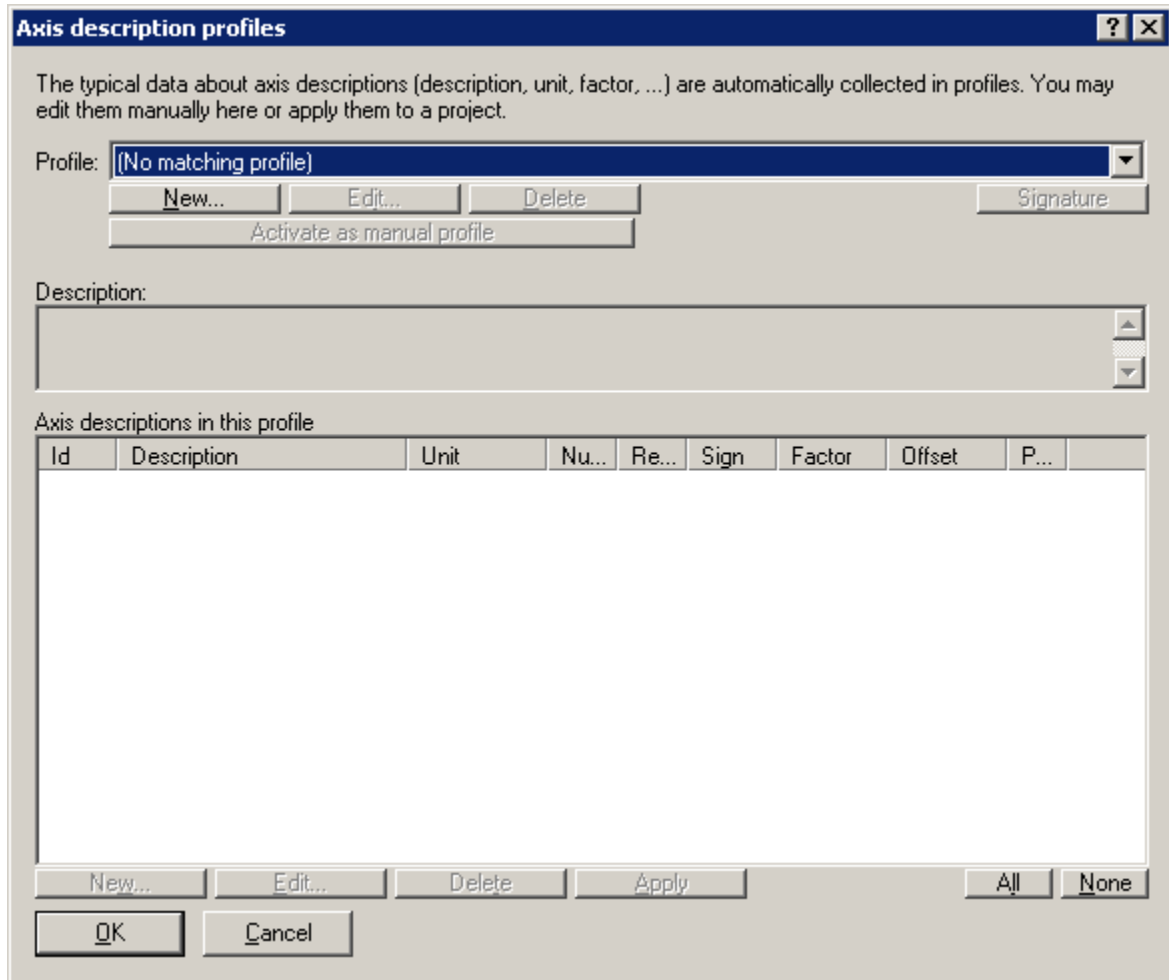 Axis description profiles
The typical data about axis descriptions (description, unit, factor, ...) are automatically collected in profiles. You may
edit them manually here or apply them to a project.
Profile: (No matching profile)
New... Edit... Delete Signature
Activate as manual profile
Description:
Axis descriptions in this profile
Id Description Unit Nu... Re... Sign Factor Offset P...
New... Edit... Delete Apply All None
OK Cancel